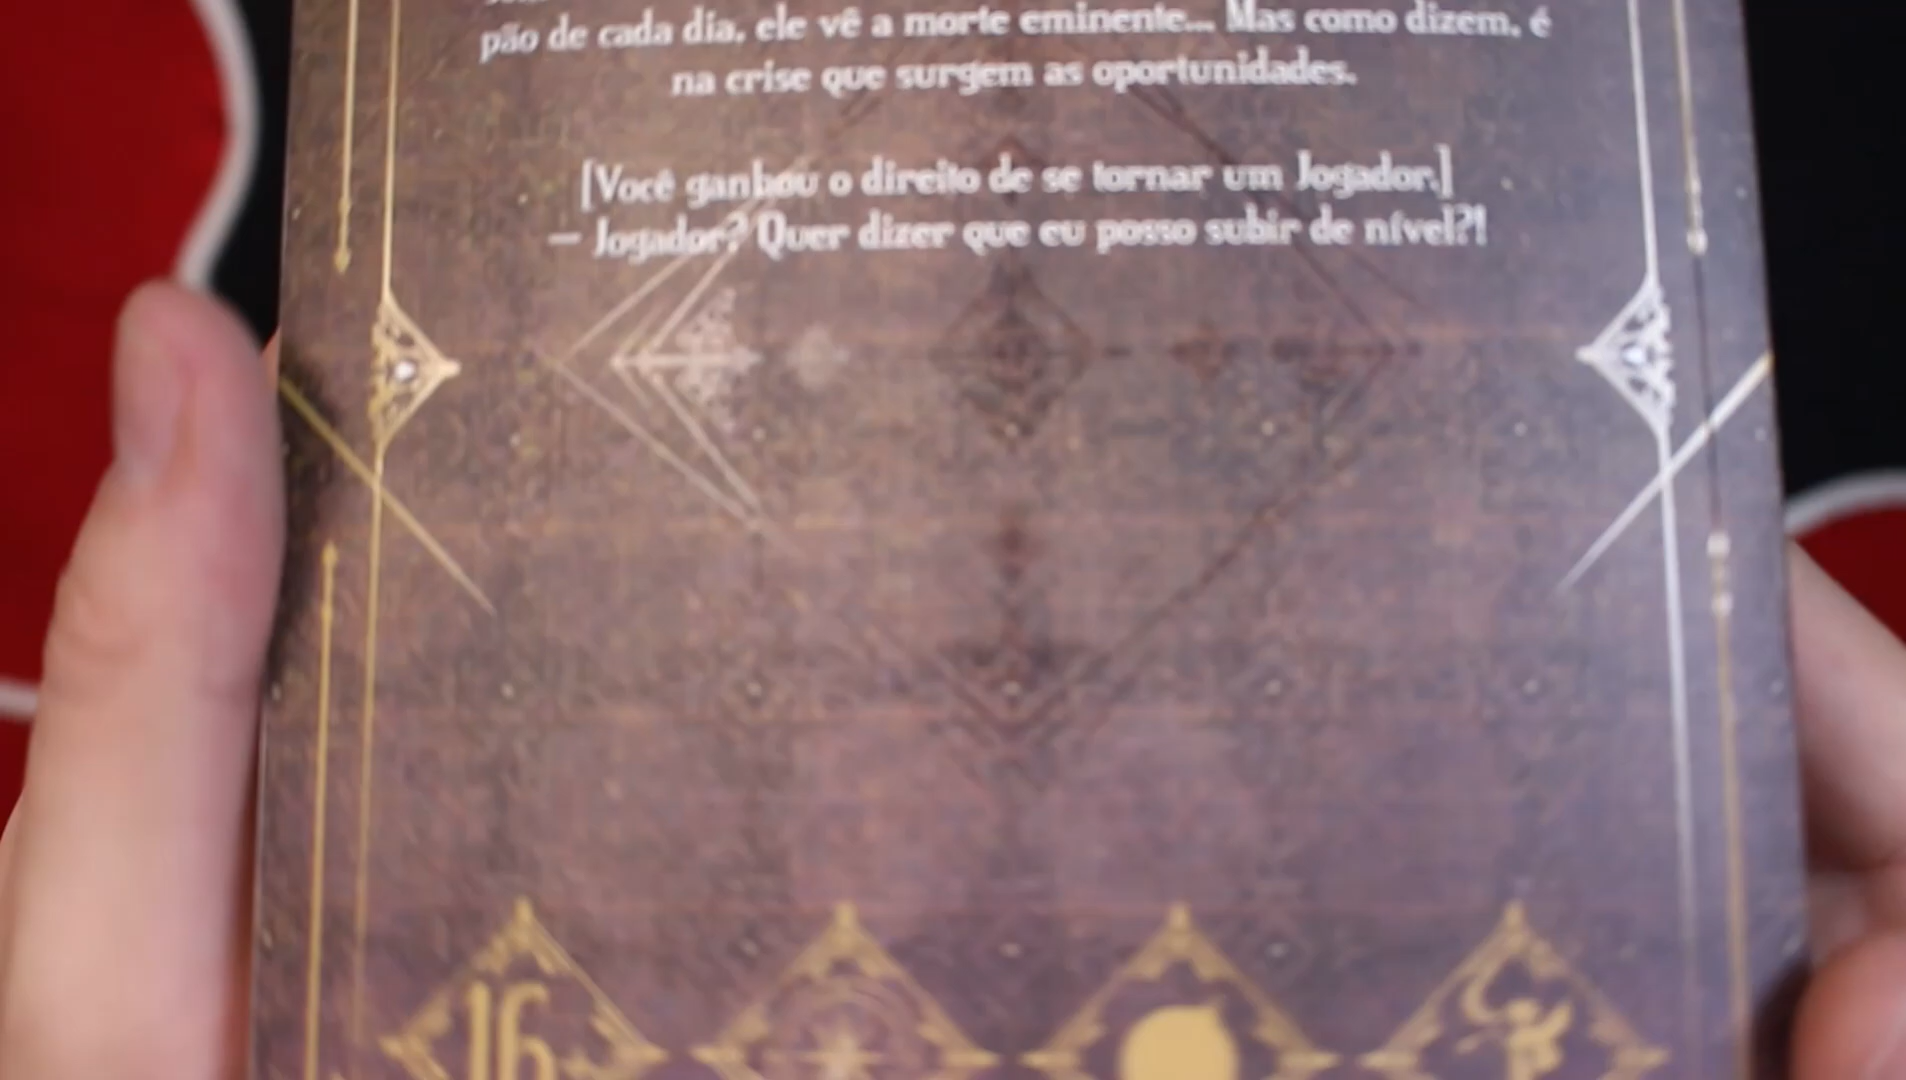 pão de cada dia, ele vê a morte eminente... Mas como dizem, é
na crise que surgem as oportunidades.
[Você ganhou o direito de se tornar um Jogador.]
— Jogador? Quer dizer que eu posso subir de nível?!
16